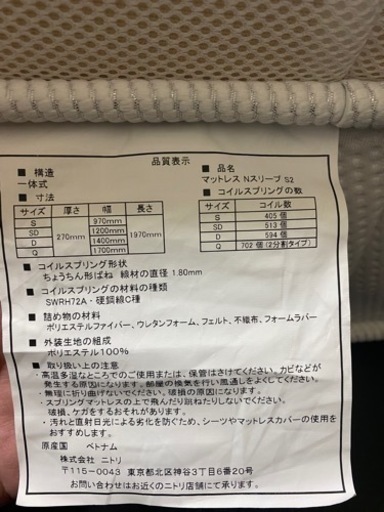 品質表示
■ 構造
一体式
■ 寸法
サイズ 厚さ 幅 長さ
S 970mm
SD 1200mm
D 1400mm
Q 1700mm
270mm 1970mm
■ 品名
マットレス Nスリープ S2
■ コイルスプリングの数
サイズ コイル数
S 405 個
SD 513 個
D 594 個
Q 702 個(2分割タイプ)
■ コイルスプリング形状
ちょうちん形ばね 線材の直径 1.80mm
■ コイルスプリングの材料の種類
SWRH72A・硬鋼線C種
■ 詰め物の材料
ポリエステルファイバー、ウレタンフォーム、フェルト、不織布、フォームラバー
■ 外装生地の組成
ポリエステル100%
■ 取り扱い上の注意
・高温多湿なところでのご使用または、保管はさけてください。カビなどが
発生する原因になります。部屋の換気を行い風通しをよくしてください。
・無理に折り曲げないでください。破損の原因になります。
・スプリングマットレスの上で飛んだり跳ねたりしないでください。
破損、ケガをするおそれがあります。
・汚れと直射日光による劣化を防ぐため、シーツやマットレスカバーの使用を
おすすめします。
原産国 ベトナム
株式会社 ニトリ
〒115-0043 東京都北区神谷3丁目6番20号
お問い合わせはお近くのニトリ店舗にて承ります。